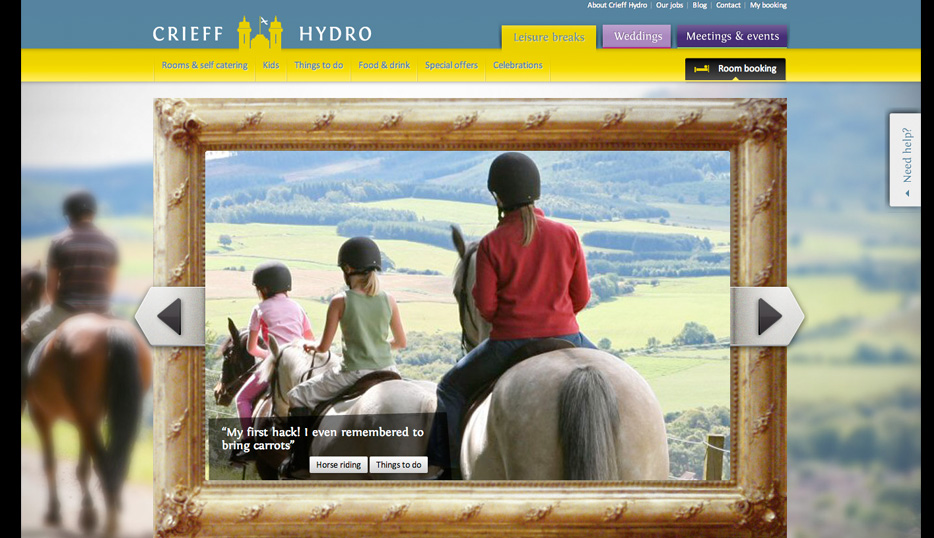 About Crieff Hydro | Our jobs | Blog | Contact | My booking
CRIEFF HYDRO
Leisure breaks
Weddings
Meetings & events
Rooms & self catering
Kids
Things to do
Food & drink
Special offers
Celebrations
Room booking
Need help?
“My first hack! I even remembered to
bring carrots”
Horse riding
Things to do